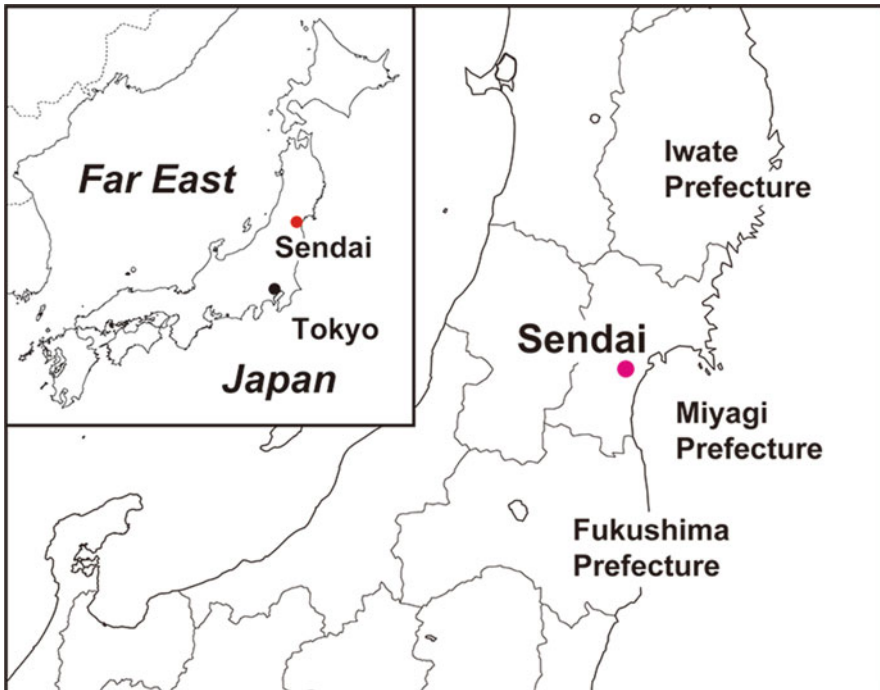 Far East
Sendai
Tokyo
Japan
Iwate
Prefecture
Sendai
Miyagi
Prefecture
Fukushima
Prefecture